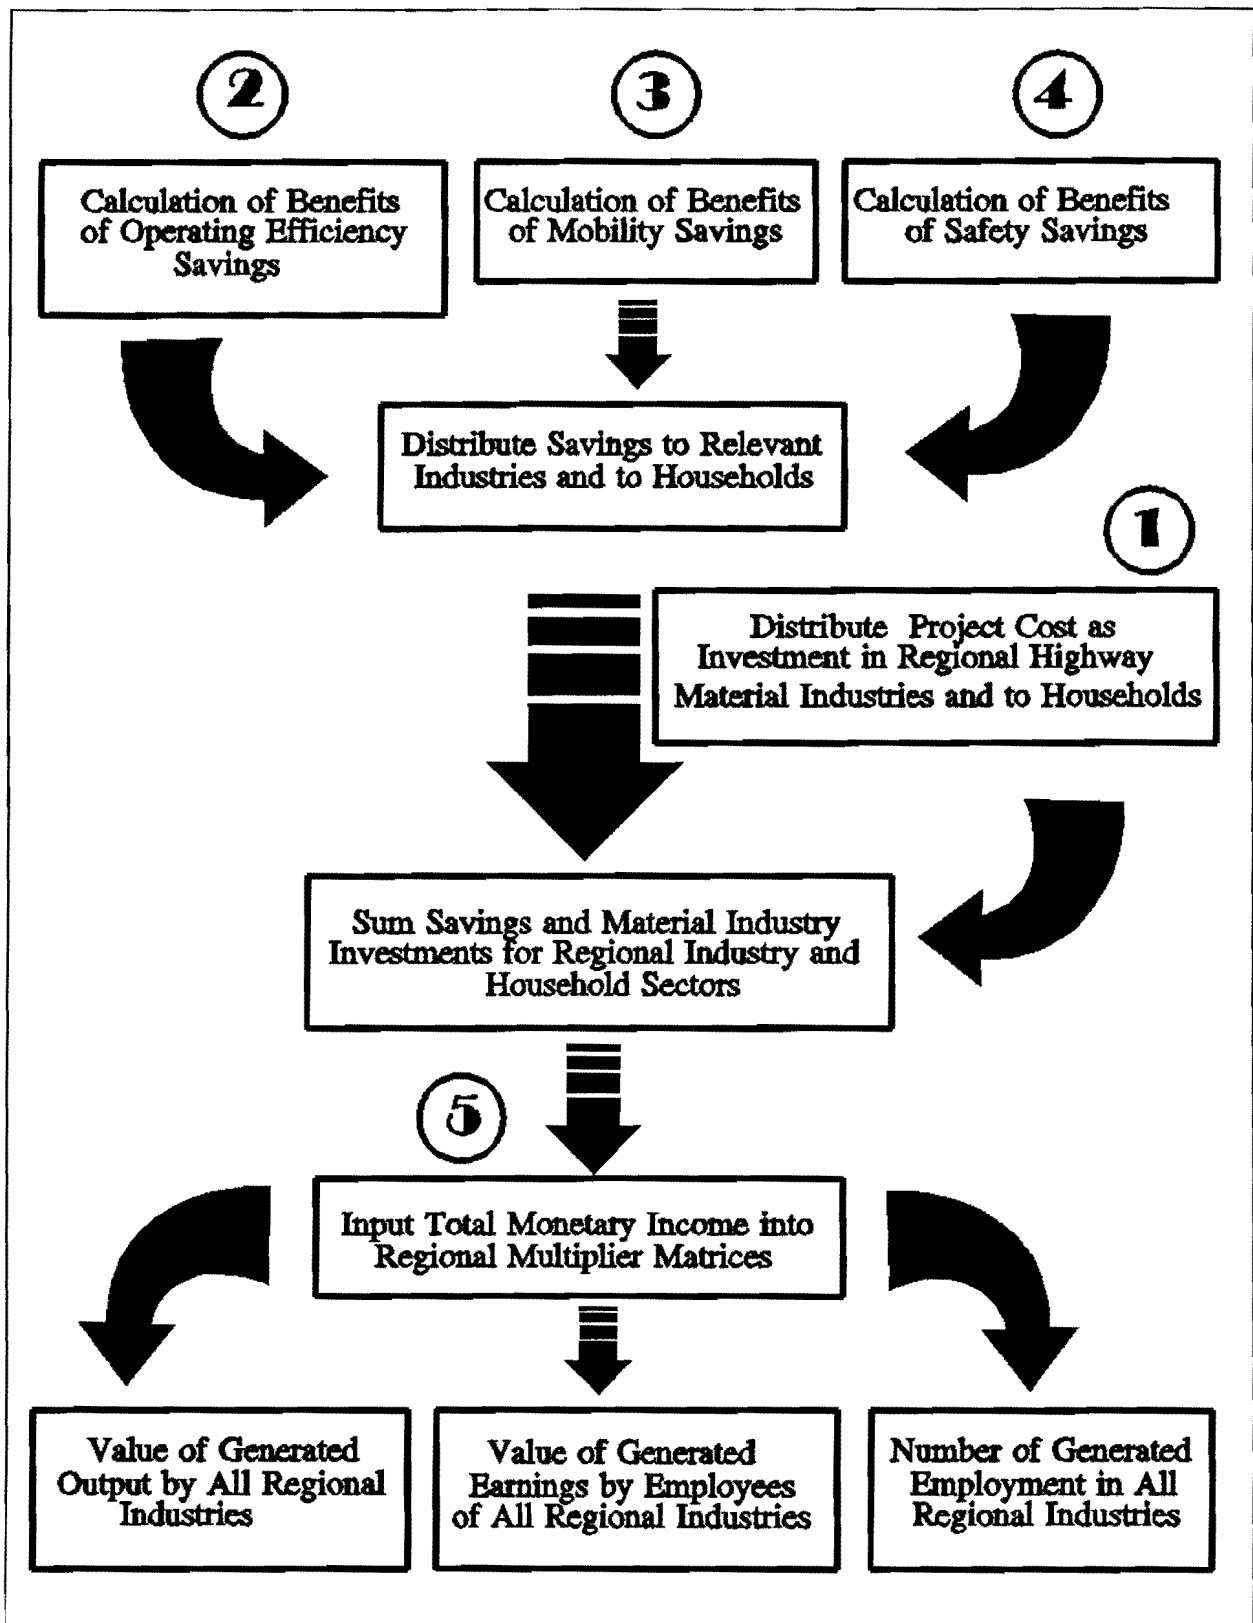 2
3
4
Calculation of Benefits
of Operating Efficiency
Savings
Calculation of Benefits
of Mobility Savings
Calculation of Benefits
of Safety Savings
Distribute Savings to Relevant
Industries and to Households
1
Distribute Project Cost as
Investment in Regional Highway
Material Industries and to Households
Sum Savings and Material Industry
Investments for Regional Industry and
Household Sectors
5
Input Total Monetary Income into
Regional Multiplier Matrices
Value of Generated
Output by All Regional
Industries
Value of Generated
Earnings by Employees
of All Regional Industries
Number of Generated
Employment in All
Regional Industries